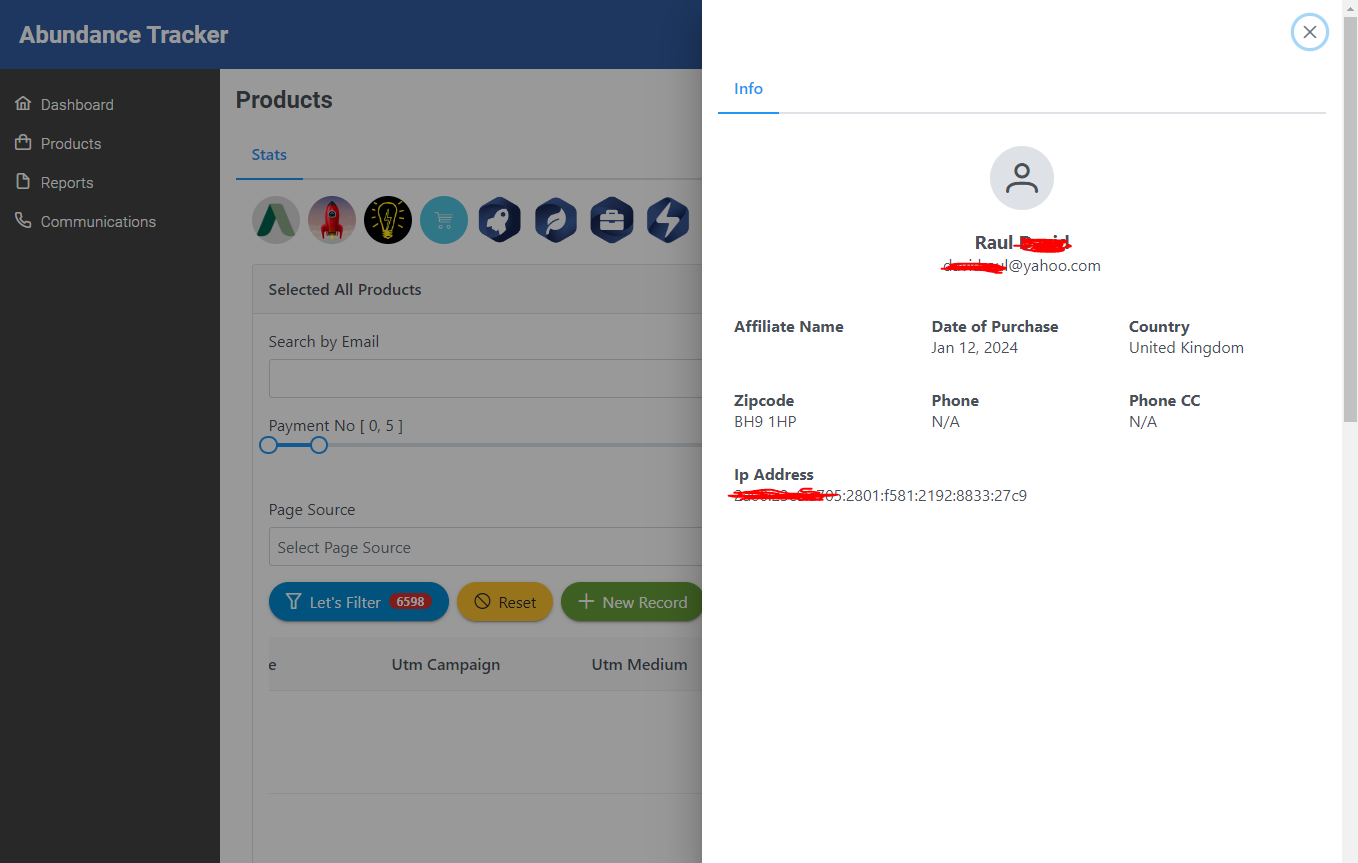 Abundance Tracker
Dashboard
Products
Reports
Communications
Products
Stats
Selected All Products
Search by Email
Payment No [ 0, 5 ]
Page Source
Select Page Source
Let's Filter 6598
Reset
New Record
e
Utm Campaign
Utm Medium
Info
Raul
@yahoo.com
Affiliate Name
Date of Purchase
Jan 12, 2024
Country
United Kingdom
Zipcode
BH9 1HP
Phone
N/A
Phone CC
N/A
Ip Address
05:2801:f581:2192:8833:27c9